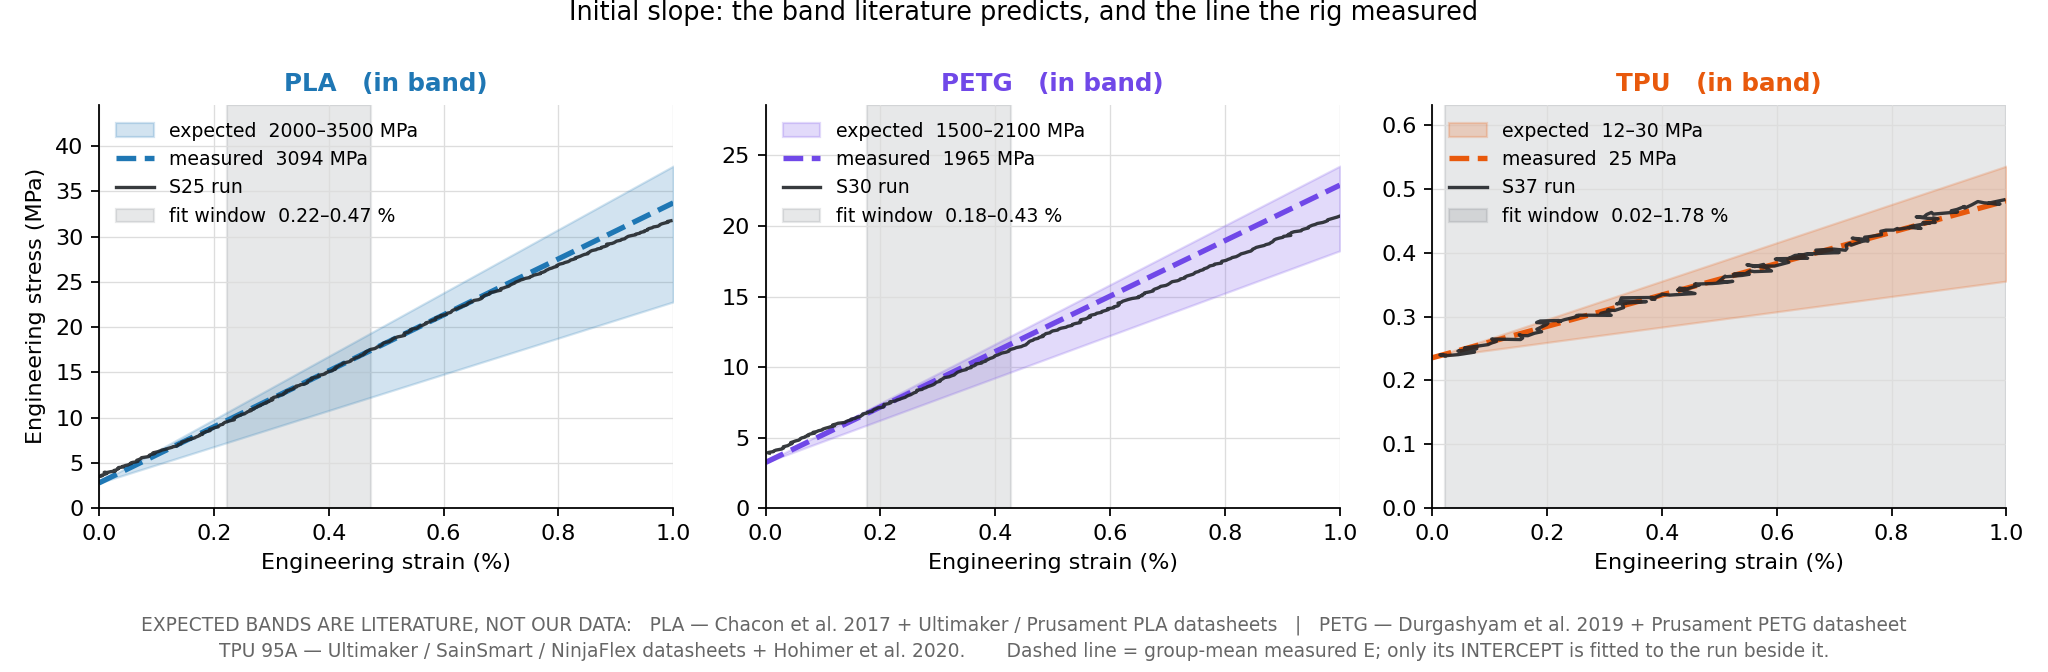 Initial slope: the band literature predicts, and the line the rig measured
PLA (in band)
expected 2000–3500 MPa
measured 3094 MPa
S25 run
fit window 0.22–0.47 %
Engineering stress (MPa)
40
35
30
25
20
15
10
5
0
0.0 0.2 0.4 0.6 0.8 1.0
Engineering strain (%)
PETG (in band)
expected 1500–2100 MPa
measured 1965 MPa
S30 run
fit window 0.18–0.43 %
25
20
15
10
5
0
0.0 0.2 0.4 0.6 0.8 1.0
Engineering strain (%)
TPU (in band)
expected 12–30 MPa
measured 25 MPa
S37 run
fit window 0.02–1.78 %
0.6
0.5
0.4
0.3
0.2
0.1
0.0
0.0 0.2 0.4 0.6 0.8 1.0
Engineering strain (%)
EXPECTED BANDS ARE LITERATURE, NOT OUR DATA: PLA — Chacon et al. 2017 + Ultimaker / Prusament PLA datasheets | PETG — Durgashyam et al. 2019 + Prusament PETG datasheet
TPU 95A — Ultimaker / SainSmart / NinjaFlex datasheets + Hohimer et al. 2020. Dashed line = group-mean measured E; only its INTERCEPT is fitted to the run beside it.